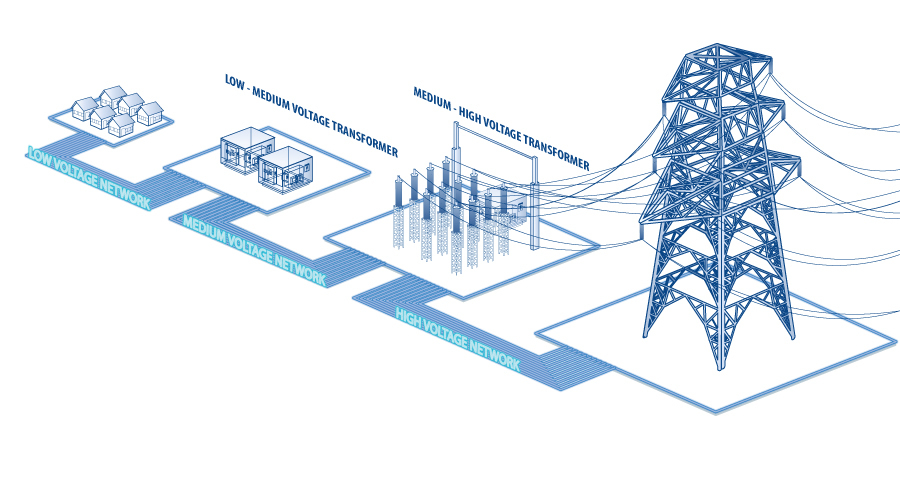 LOW - MEDIUM VOLTAGE TRANSFORMER
MEDIUM - HIGH VOLTAGE TRANSFORMER
LOW VOLTAGE NETWORK
MEDIUM VOLTAGE NETWORK
HIGH VOLTAGE NETWORK